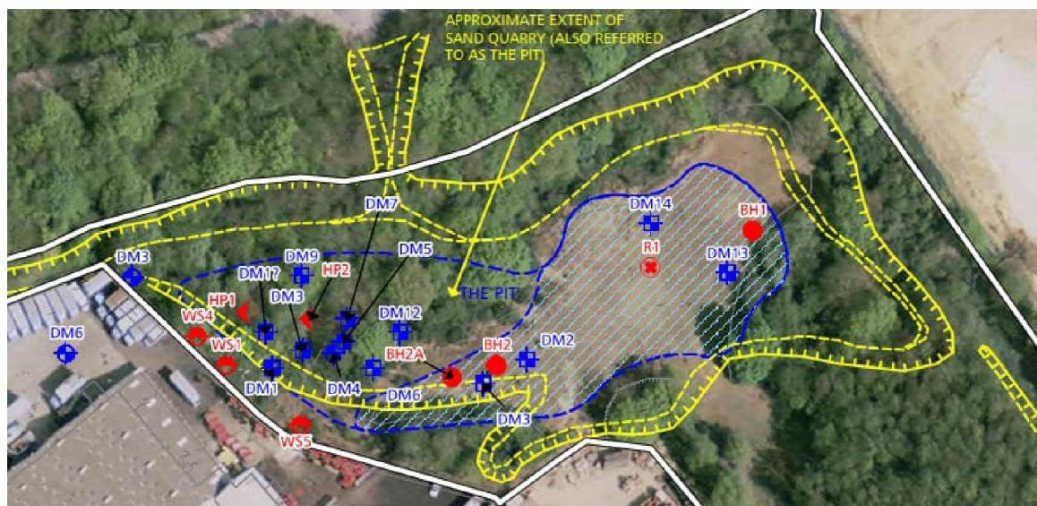 APPROXIMATE EXTENT OF
SAND QUARRY (ALSO REFERRED
TO AS THE PIT)
DM7
DM14
BH1
DM5
R1
DM3
DM9
HP2
DM13
DM1?
DM3
THE PIT
HP1
WS4
DM12
DM6
WS1
BH2A
BH2
DM2
DM1
DM4
DM6
DM3
WS5